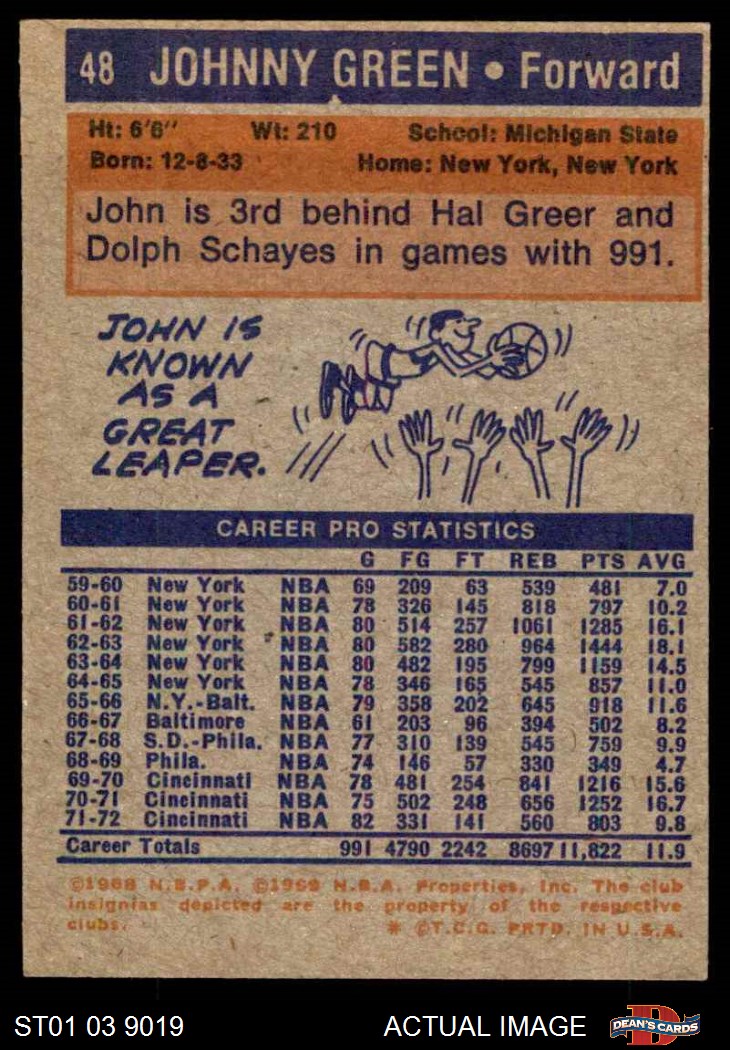 48 JOHNNY GREEN • Forward
Ht: 6'6" Wt: 210 School: Michigan State
Born: 12-8-33 Home: New York, New York
John is 3rd behind Hal Greer and
Dolph Schayes in games with 991.
JOHN IS
KNOWN
AS A
GREAT
LEAPER.
CAREER PRO STATISTICS
G FG FT REB PTS AVG
59-60 New York NBA 69 209 63 539 481 7.0
60-61 New York NBA 78 326 145 818 797 10.2
61-62 New York NBA 80 514 257 1061 1285 16.1
62-63 New York NBA 80 582 280 964 1444 18.1
63-64 New York NBA 80 482 195 799 1159 14.5
64-65 New York NBA 78 346 165 545 857 11.0
65-66 N.Y.-Balt. NBA 79 358 202 645 918 11.6
66-67 Baltimore NBA 61 203 96 394 502 8.2
67-68 S.D.-Phila. NBA 77 310 139 545 759 9.9
68-69 Phila. NBA 74 146 57 330 349 4.7
69-70 Cincinnati NBA 78 481 254 841 1216 15.6
70-71 Cincinnati NBA 75 502 248 656 1252 16.7
71-72 Cincinnati NBA 82 331 141 560 803 9.8
Career Totals 991 4790 2242 8697 11,822 11.9
©1968 N.B.P.A. ©1969 N.B.A. Properties, Inc. The club
insignias depicted are the property of the respective
clubs. * ©T.C.G. PRTD. IN U.S.A.
ST01 03 9019 ACTUAL IMAGE DEAN'S CARDS